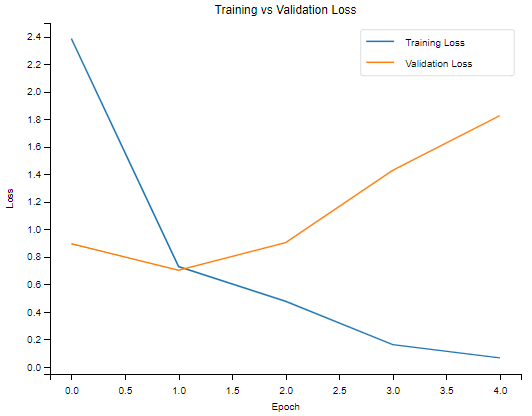 Training vs Validation Loss
Training Loss
Validation Loss
2.4
2.2
2.0
1.8
1.6
1.4
1.2
1.0
0.8
0.6
0.4
0.2
0.0
Loss
0.0 0.5 1.0 1.5 2.0 2.5 3.0 3.5 4.0
Epoch